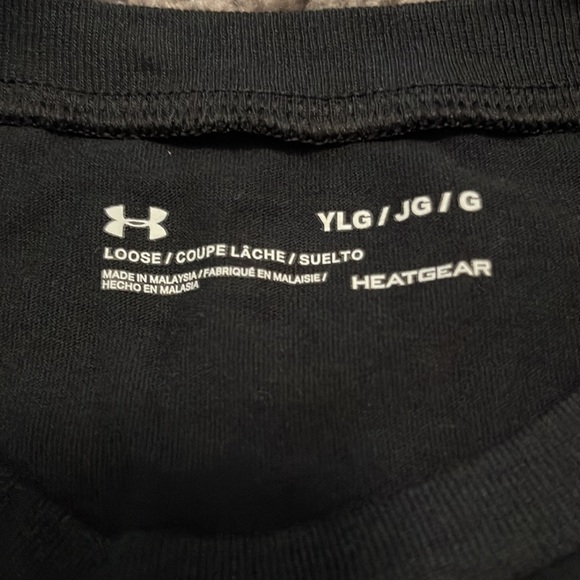 YLG / JG / G
LOOSE / COUPE LÂCHE / SUELTO
MADE IN MALAYSIA / FABRIQUÉ EN MALAISIE /
HECHO EN MALASIA
HEATGEAR